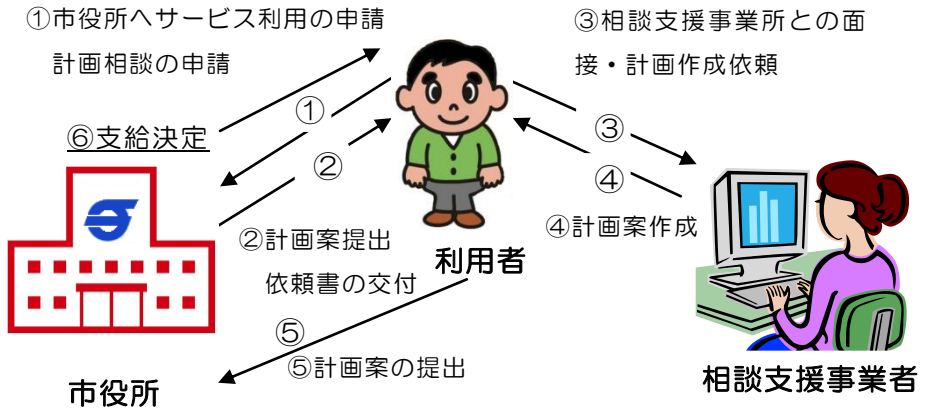 ①市役所へサービス利用の申請
計画相談の申請
③相談支援事業所との面
接・計画作成依頼
①
⑥支給決定
③
②
④
②計画案提出
依頼書の交付
④計画案作成
利用者
⑤
⑤計画案の提出
市役所
相談支援事業者